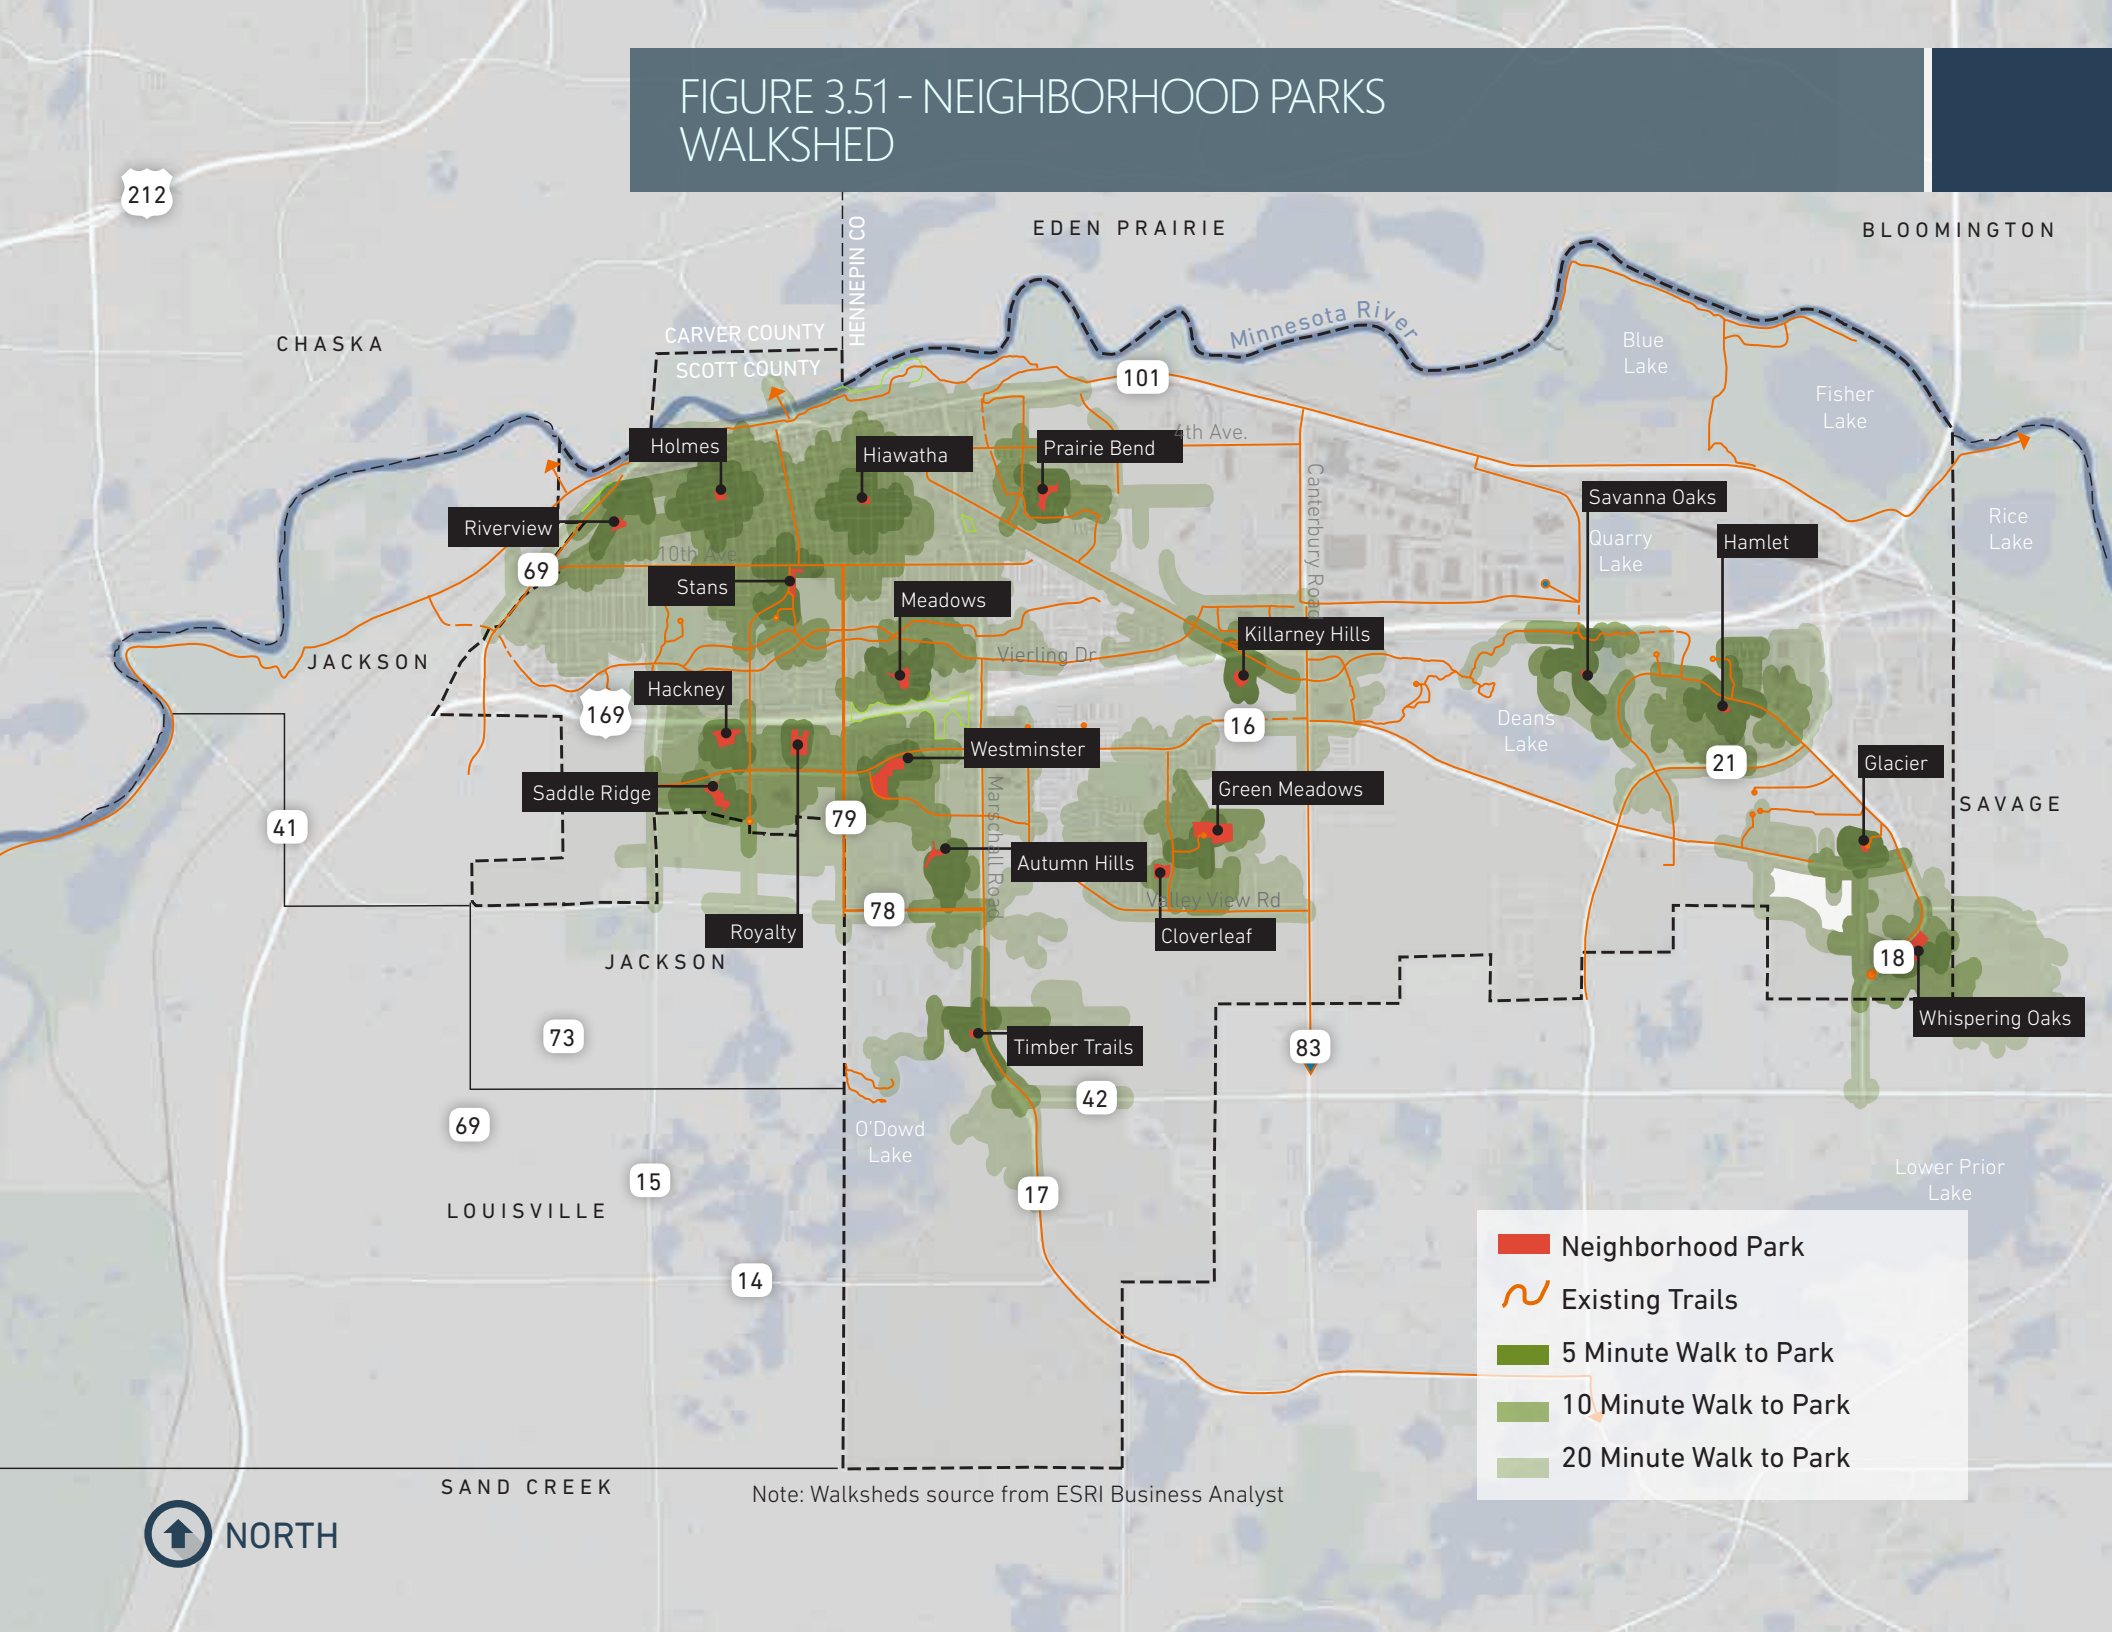 FIGURE 3.51 - NEIGHBORHOOD PARKS
WALKSHED
212
EDEN PRAIRIE
BLOOMINGTON
HENNEPIN CO
CARVER COUNTY
SCOTT COUNTY
CHASKA
Minnesota River
Blue
Lake
101
Fisher
Lake
4th Ave.
Holmes
Hiawatha
Prairie Bend
Canterbury Road
Savanna Oaks
Riverview
Quarry
Lake
Hamlet
Rice
Lake
10th Ave.
69
Stans
Meadows
Killarney Hills
JACKSON
Vierling Dr
Hackney
169
16
Deans
Lake
Westminster
21
Glacier
Saddle Ridge
Marschall Road
Green Meadows
SAVAGE
79
41
Autumn Hills
Valley View Rd
78
Royalty
Cloverleaf
18
JACKSON
Whispering Oaks
73
Timber Trails
83
42
69
O'Dowd
Lake
15
17
Lower Prior
Lake
LOUISVILLE
14
Neighborhood Park
Existing Trails
5 Minute Walk to Park
10 Minute Walk to Park
20 Minute Walk to Park
SAND CREEK
Note: Walksheds source from ESRI Business Analyst
NORTH